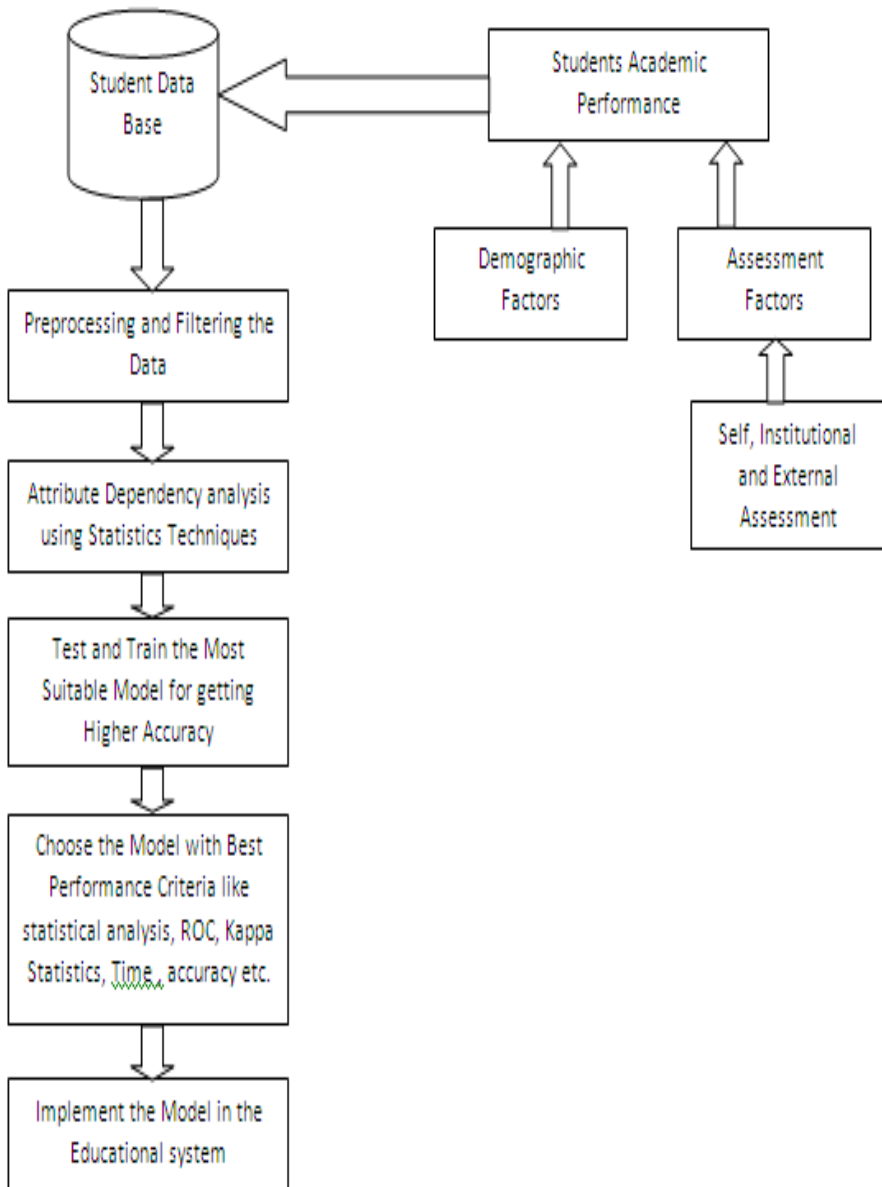 Student Data
Base
Students Academic
Performance
Demographic
Factors
Assessment
Factors
Self, Institutional
and External
Assessment
Preprocessing and Filtering the
Data
Attribute Dependency analysis
using Statistics Techniques
Test and Train the Most
Suitable Model for getting
Higher Accuracy
Choose the Model with Best
Performance Criteria like
statistical analysis, ROC, Kappa
Statistics, Time , accuracy etc.
Implement the Model in the
Educational system